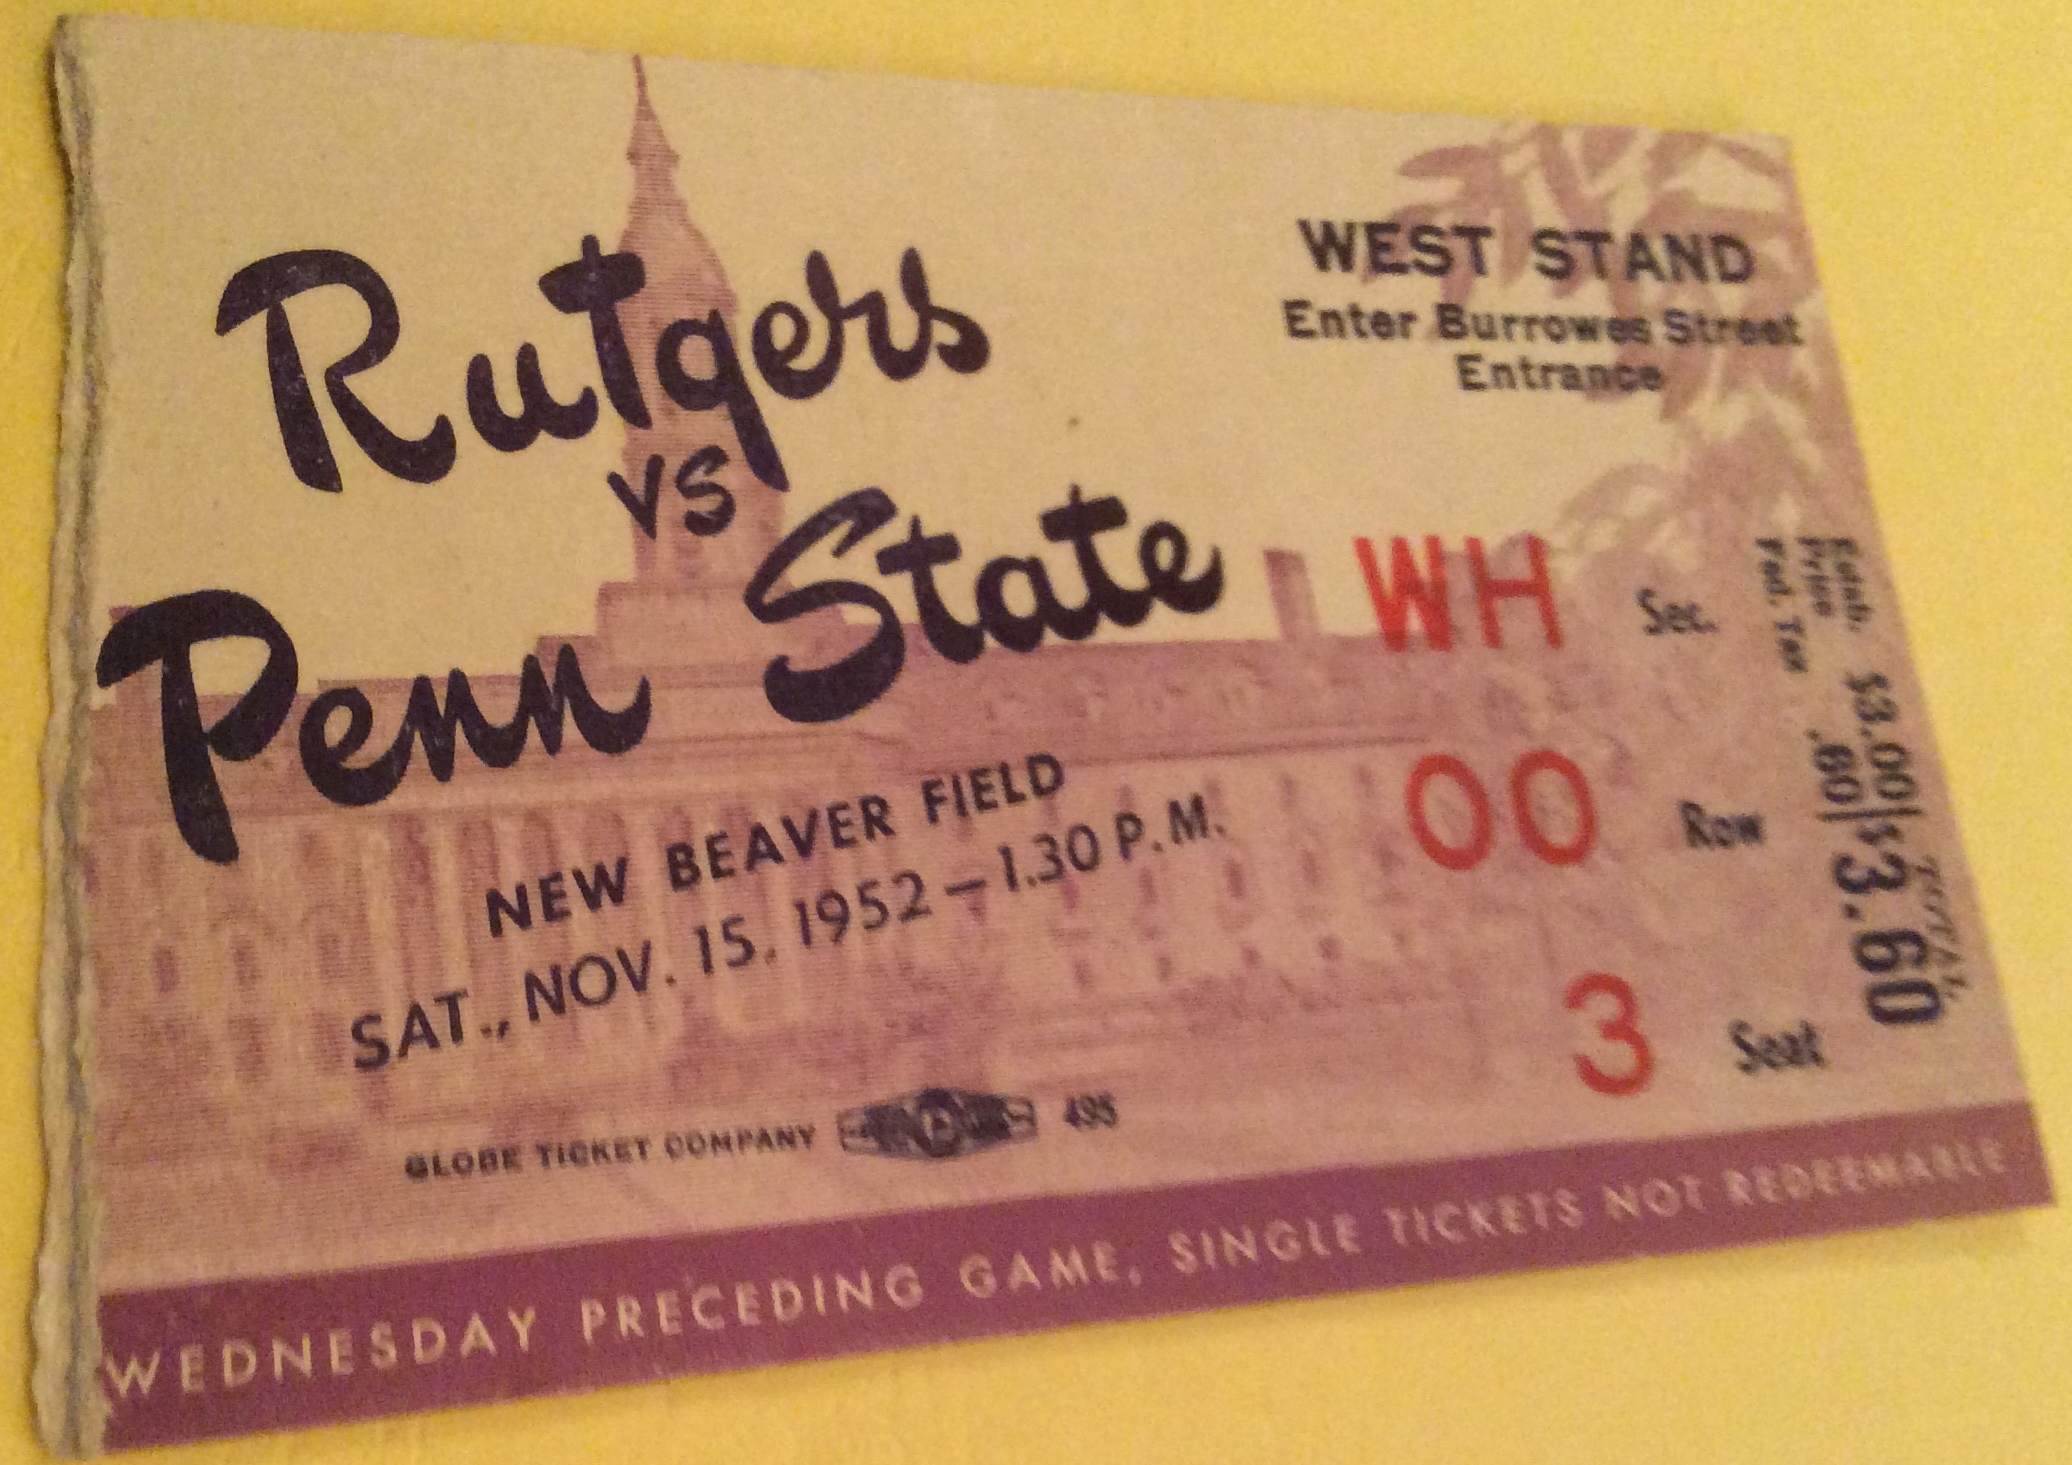 Rutgers
vs
Penn State
NEW BEAVER FIELD
SAT., NOV. 15, 1952 — 1.30 P.M.
GLOBE TICKET COMPANY 495
WEST STAND
Enter Burrowes Street
Entrance
WH Sec.
OO Row
3 Seat
Estab.
Price $3.00
Fed. Tax .60
TOTAL
$3.60
WEDNESDAY PRECEDING GAME, SINGLE TICKETS NOT REDEEMABLE